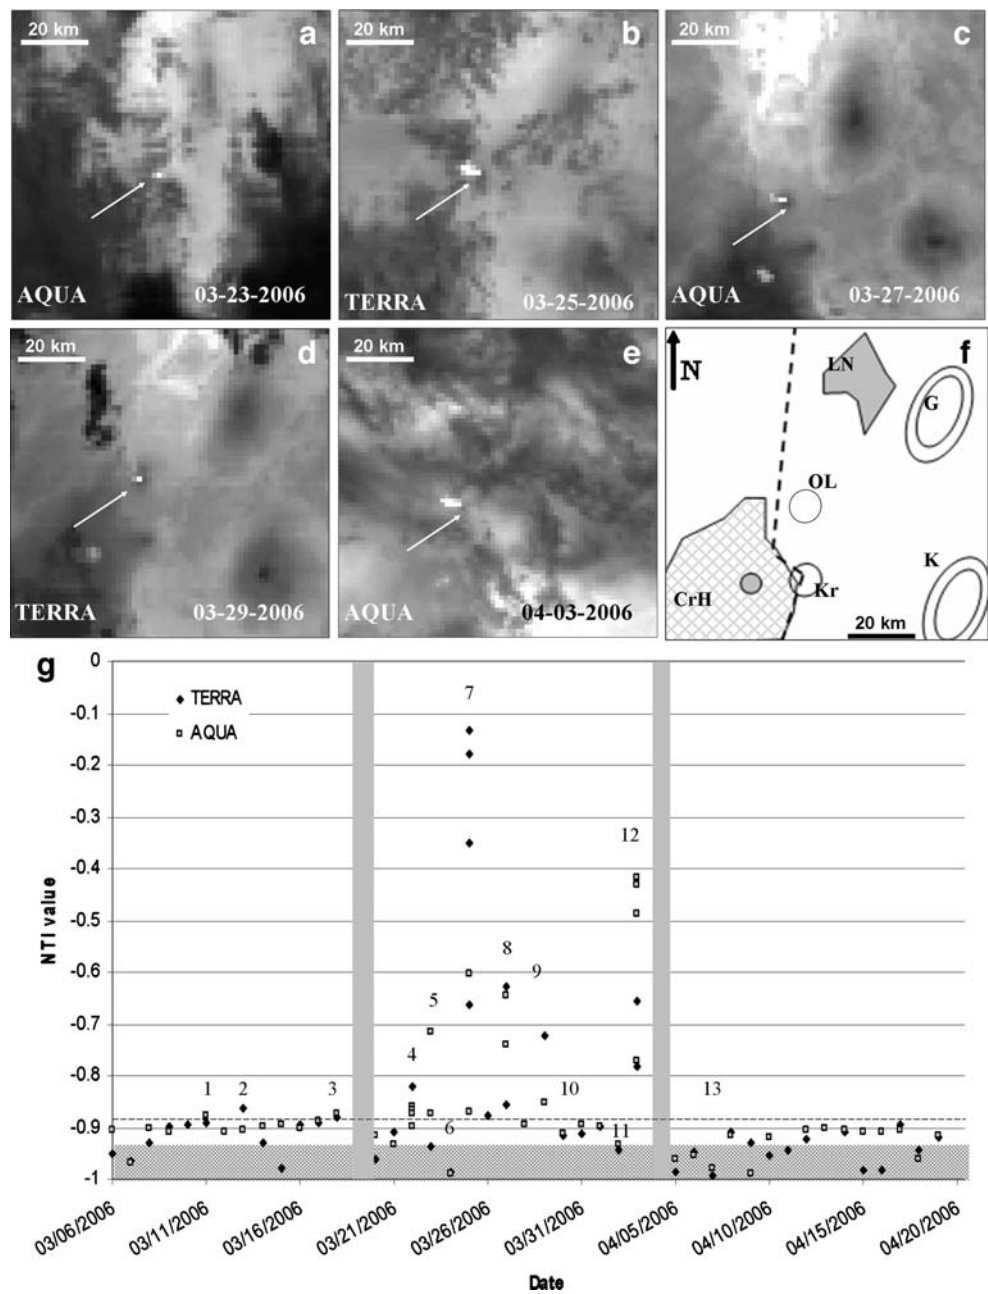 20 km a
AQUA 03-23-2006
20 km b
TERRA 03-25-2006
20 km c
AQUA 03-27-2006
20 km d
TERRA 03-29-2006
20 km e
AQUA 04-03-2006
f
N
LN
G
OL
K
CrH
Kr
20 km
g
0
-0.1
-0.2
-0.3
-0.4
-0.5
-0.6
-0.7
-0.8
-0.9
-1
NTI value
TERRA
AQUA
1
2
3
4
5
6
7
8
9
10
11
12
13
03/06/2006
03/11/2006
03/16/2006
03/21/2006
03/26/2006
03/31/2006
04/05/2006
04/10/2006
04/15/2006
04/20/2006
Date